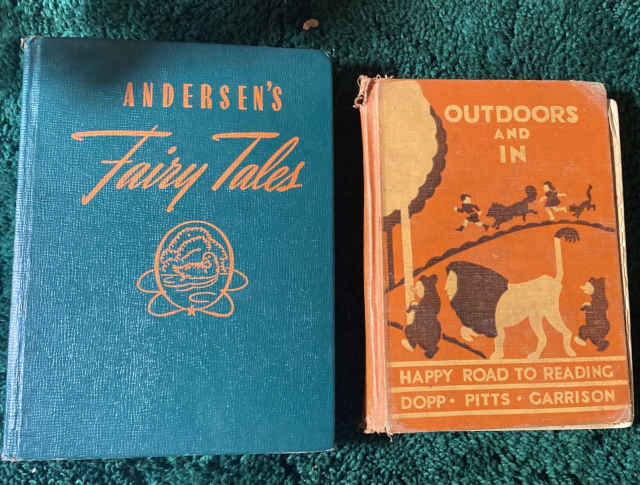 ANDERSEN'S
Fairy Tales
OUTDOORS
AND
IN
HAPPY ROAD TO READING
DOPP · PITTS · GARRISON